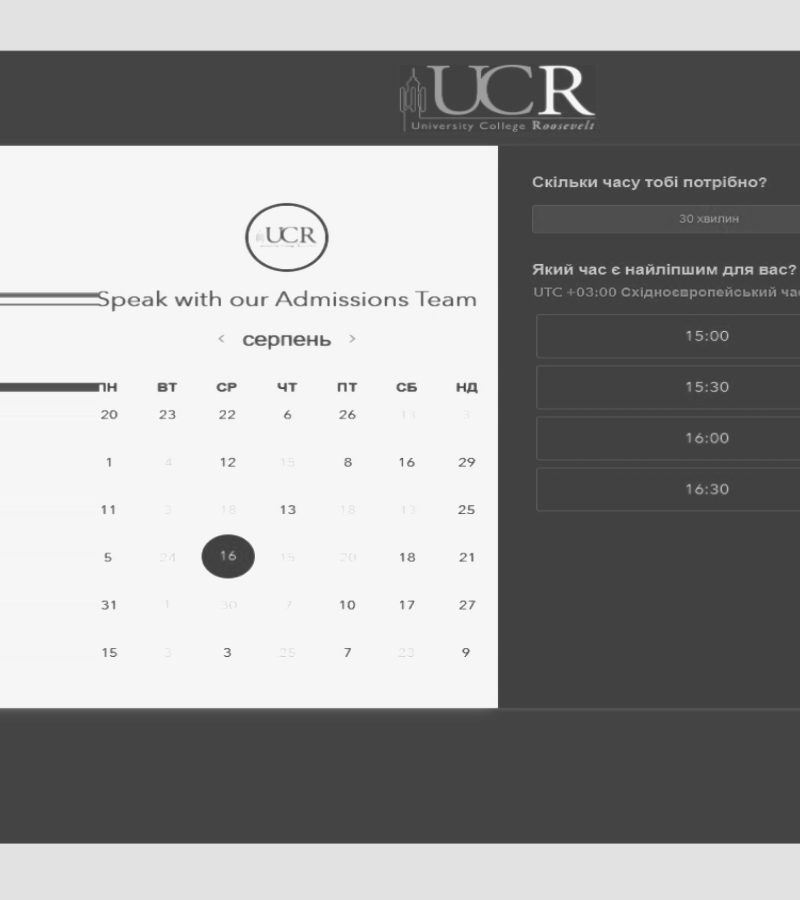 UCR
University College Roosevelt
UCR
Speak with our Admissions Team
< серпень >
ПН ВТ СР ЧТ ПТ СБ НД
20 23 22 6 26
1 4 12 15 8 16 29
11 3 18 13 18 13 25
5 24 16 16 20 18 21
31 1 30 7 10 17 27
15 3 3 25 7 23 9
Скільки часу тобі потрібно?
30 хвилин
Який час є найліпшим для вас?
UTC +03:00 Східноєвропейський
15:00
15:30
16:00
16:30